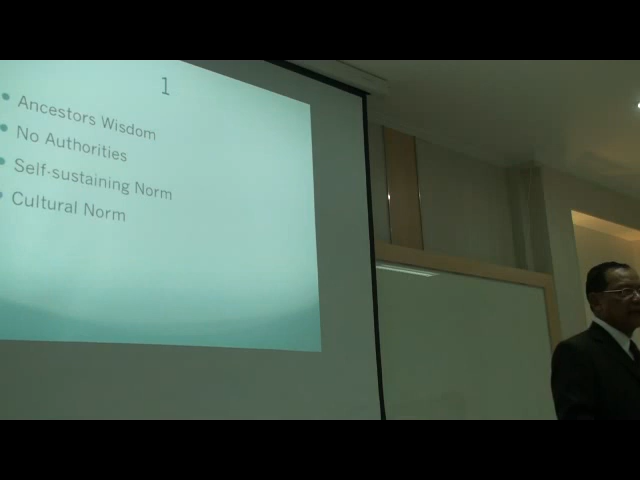 1
Ancestors Wisdom
No Authorities
Self-sustaining Norm
Cultural Norm